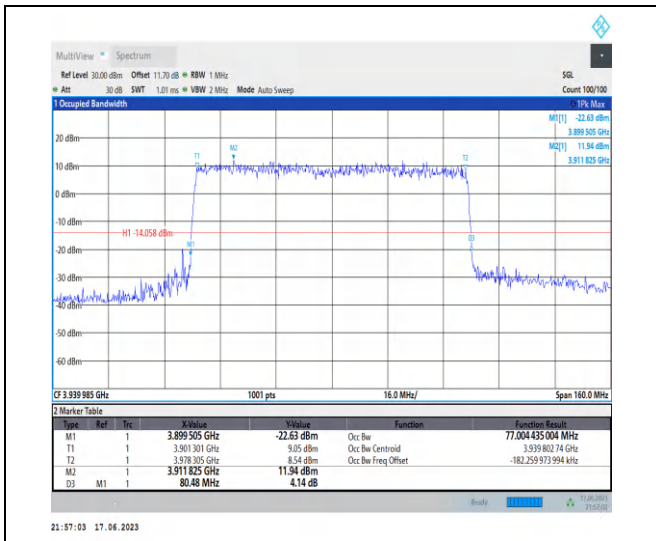 MultiView Spectrum
Ref Level 30.00 dBm Offset 11.70 dB RBW 1 MHz SGL
Att 30 dB SWT 1.01 ms VBW 2 MHz Mode Auto Sweep Count 100/100
1 Occupied Bandwidth 1Pk Max
M1[1] -22.63 dBm
3.899 505 GHz
M2[1] 11.94 dBm
3.911 825 GHz
20 dBm
T1 M2 T2
10 dBm
0 dBm
-10 dBm
H1 -14.058 dBm
M1 D3
-20 dBm
-30 dBm
-40 dBm
-50 dBm
-60 dBm
CF 3.939 985 GHz 1001 pts 16.0 MHz/ Span 160.0 MHz
2 Marker Table
Type Ref Trc X-Value Y-Value Function Function Result
M1 1 3.899 505 GHz -22.63 dBm Occ Bw 77.004 435 004 MHz
T1 1 3.901 301 GHz 9.05 dBm Occ Bw Centroid 3.939 802 74 GHz
T2 1 3.978 305 GHz 8.54 dBm Occ Bw Freq Offset -182.259 973 994 kHz
M2 1 3.911 825 GHz 11.94 dBm
D3 M1 1 80.48 MHz 4.14 dB
Ready
21:57:03 17.06.2023